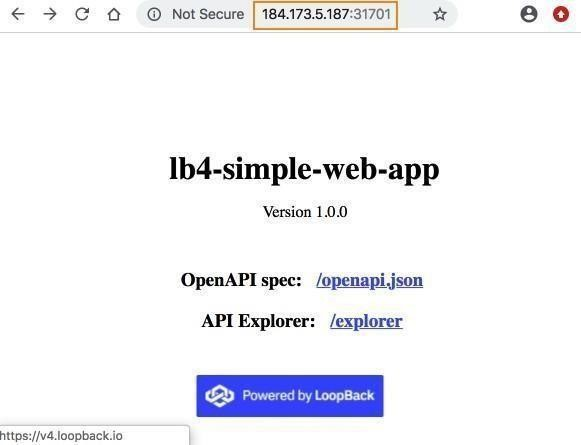 Not Secure 184.173.5.187:31701
lb4-simple-web-app
Version 1.0.0
OpenAPI spec: /openapi.json
API Explorer: /explorer
Powered by LoopBack
https://v4.loopback.io